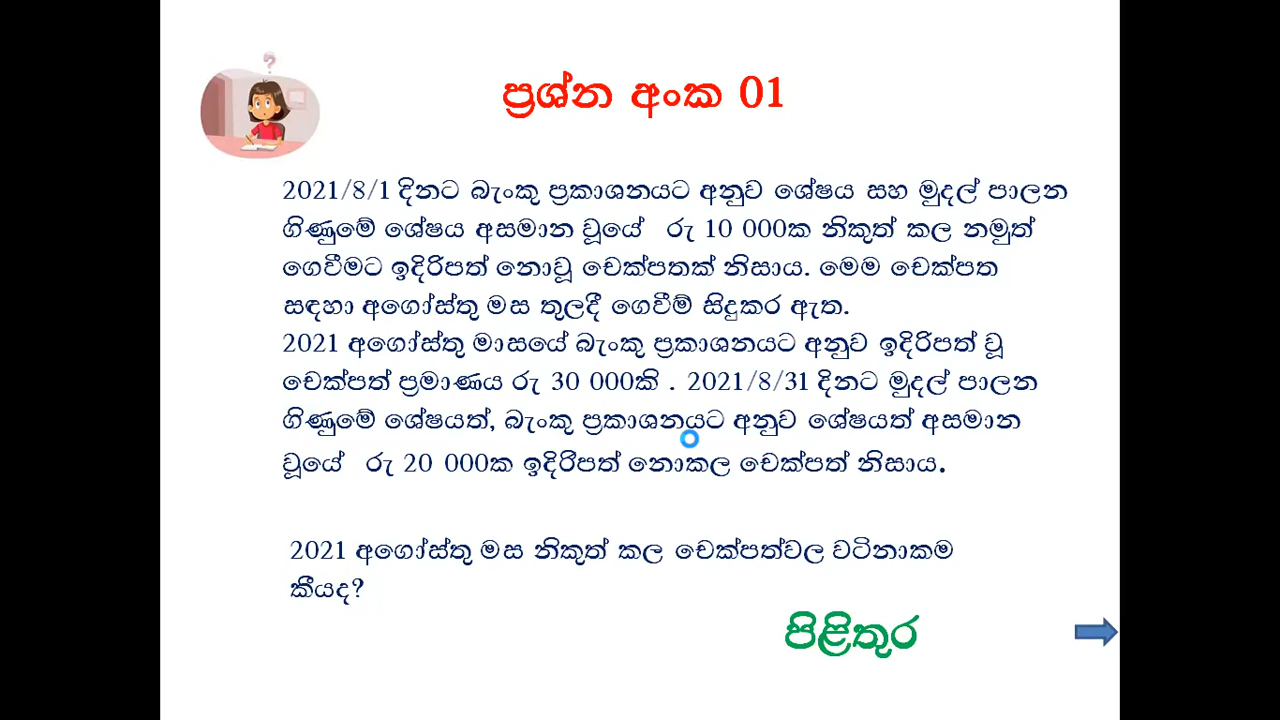 ?
ප්‍රශ්න අංක 01
2021/8/1 දිනට බැංකු ප්‍රකාශනයට අනුව ශේෂය සහ මුදල් පාලන
ගිණුමේ ශේෂය අසමාන වූයේ රු 10 000ක නිකුත් කල නමුත්
ගෙවීමට ඉදිරිපත් නොවූ චෙක්පතක් නිසාය. මෙම චෙක්පත
සඳහා අගෝස්තු මස තුලදී ගෙවීම් සිදුකර ඇත.
2021 අගෝස්තු මාසයේ බැංකු ප්‍රකාශනයට අනුව ඉදිරිපත් වූ
චෙක්පත් ප්‍රමාණය රු 30 000කි . 2021/8/31 දිනට මුදල් පාලන
ගිණුමේ ශේෂයත්, බැංකු ප්‍රකාශනයට අනුව ශේෂයත් අසමාන
වූයේ රු 20 000ක ඉදිරිපත් නොකල චෙක්පත් නිසාය.
2021 අගෝස්තු මස නිකුත් කල චෙක්පත්වල වටිනාකම
කීයද?
පිළිතුර